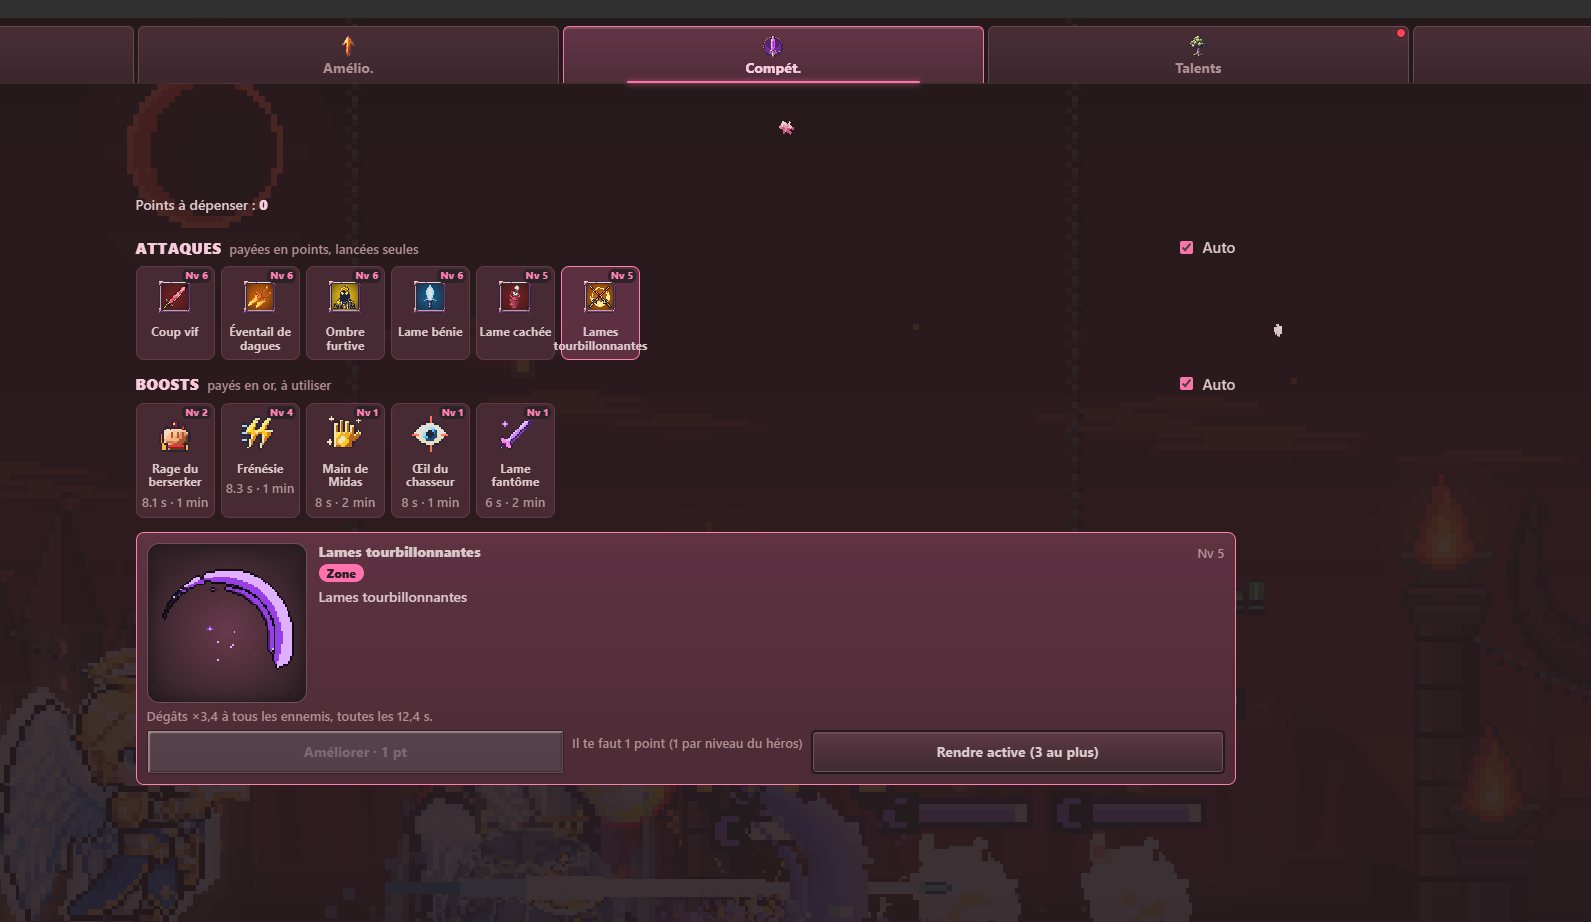 Amélio.
Compét.
Talents
Points à dépenser : 0
ATTAQUES payées en points, lancées seules
Auto
Nv 6
Nv 6
Nv 6
Nv 6
Nv 5
Nv 5
Coup vif
Éventail de
dagues
Ombre
furtive
Lame bénie
Lame cachée
Lames
tourbillonnantes
BOOSTS payés en or, à utiliser
Auto
Nv 2
Nv 4
Nv 1
Nv 1
Nv 1
Rage du
berserker
8.1 s · 1 min
Frénésie
8.3 s · 1 min
Main de
Midas
8 s · 2 min
Œil du
chasseur
8 s · 1 min
Lame
fantôme
6 s · 2 min
Lames tourbillonnantes
Nv 5
Zone
Lames tourbillonnantes
Dégâts ×3,4 à tous les ennemis, toutes les 12,4 s.
Améliorer · 1 pt
Il te faut 1 point (1 par niveau du héros)
Rendre active (3 au plus)